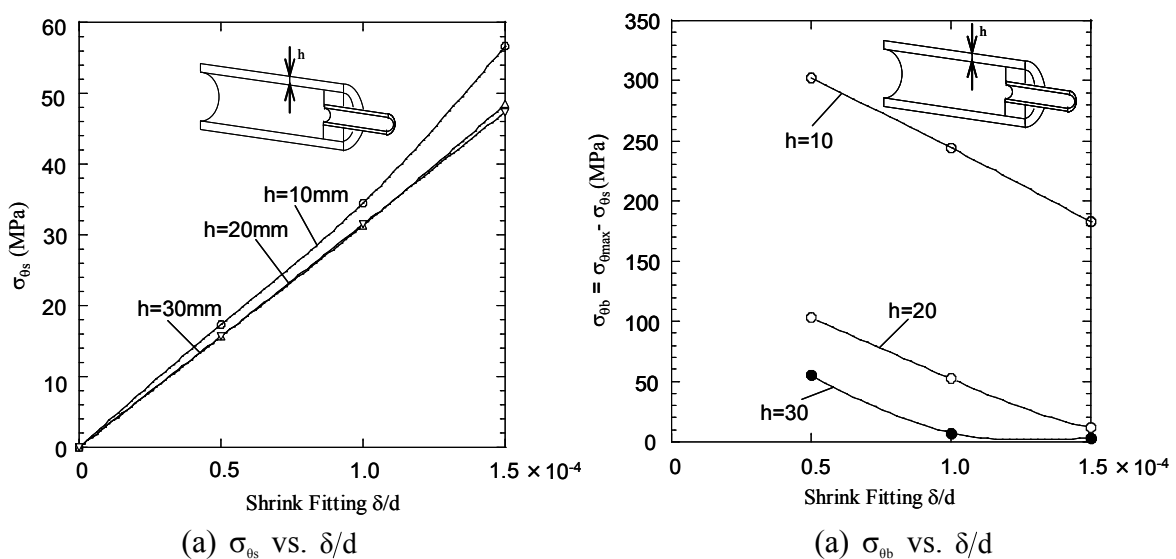 60
50
40
30
20
10
0
σθs (MPa)
h
h=10mm
h=20mm
h=30mm
0 0.5 1.0 1.5 × 10⁻⁴
Shrink Fitting δ/d
(a) σθs vs. δ/d
350
300
250
200
150
100
50
0
σθb = σθmax- σθs (MPa)
h
h=10
h=20
h=30
0 0.5 1.0 1.5 × 10⁻⁴
Shrink Fitting δ/d
(a) σθb vs. δ/d